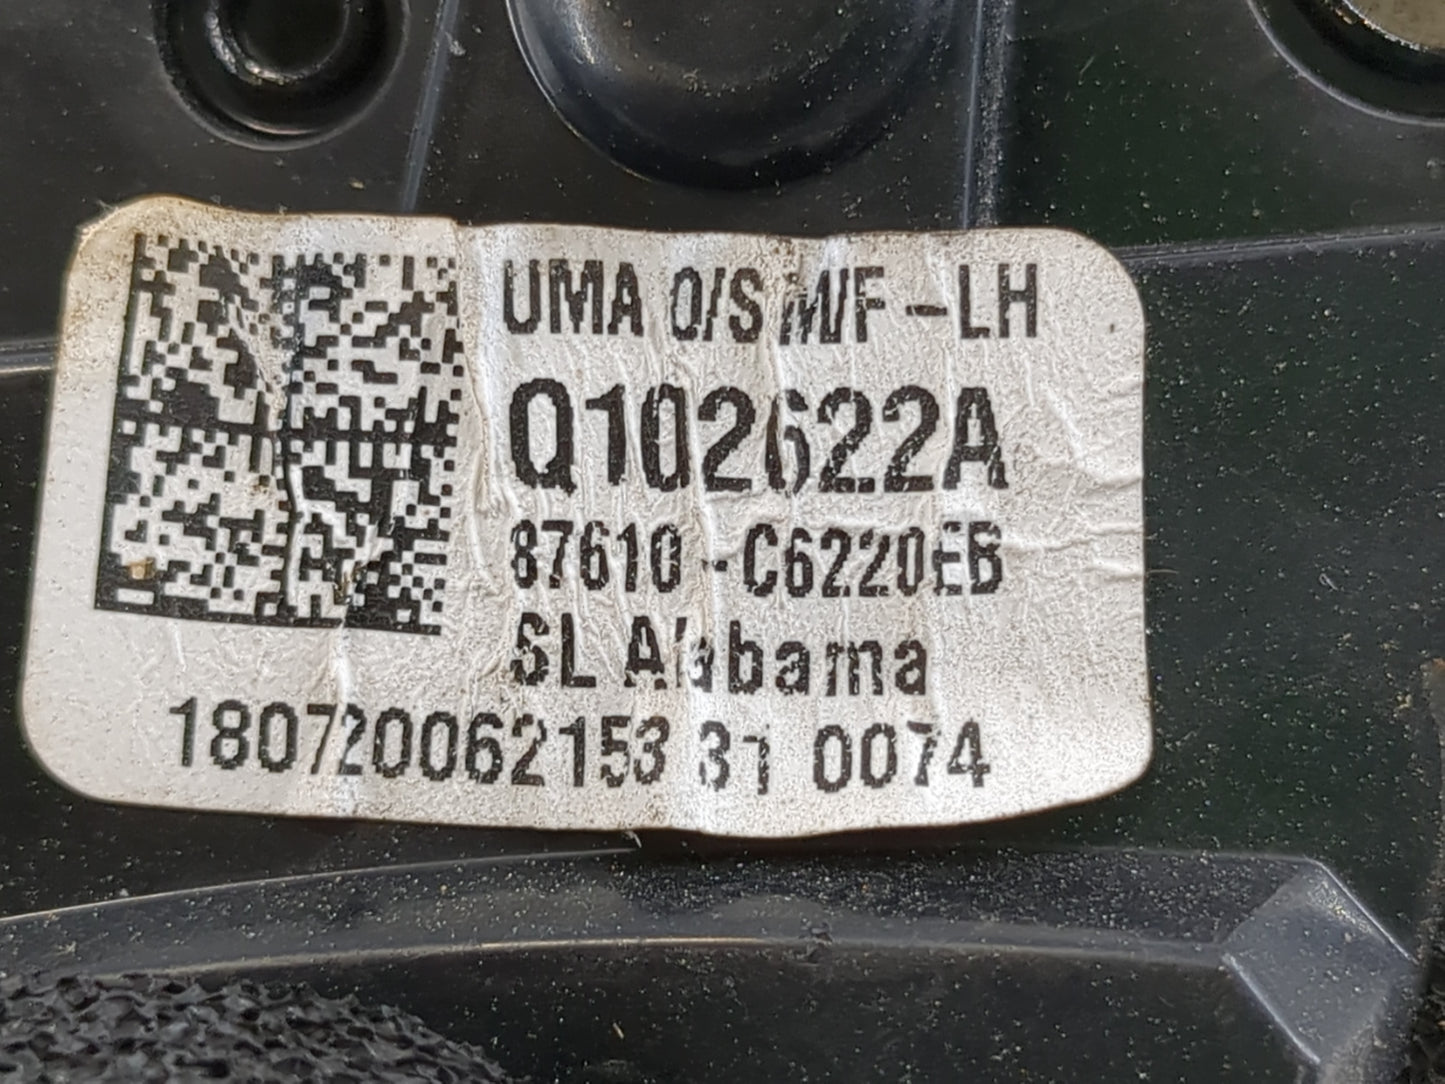 UMA O/S M/F -LH
Q102622A
87610 - C6220EB
SL Alabama
180720062153 31 0074